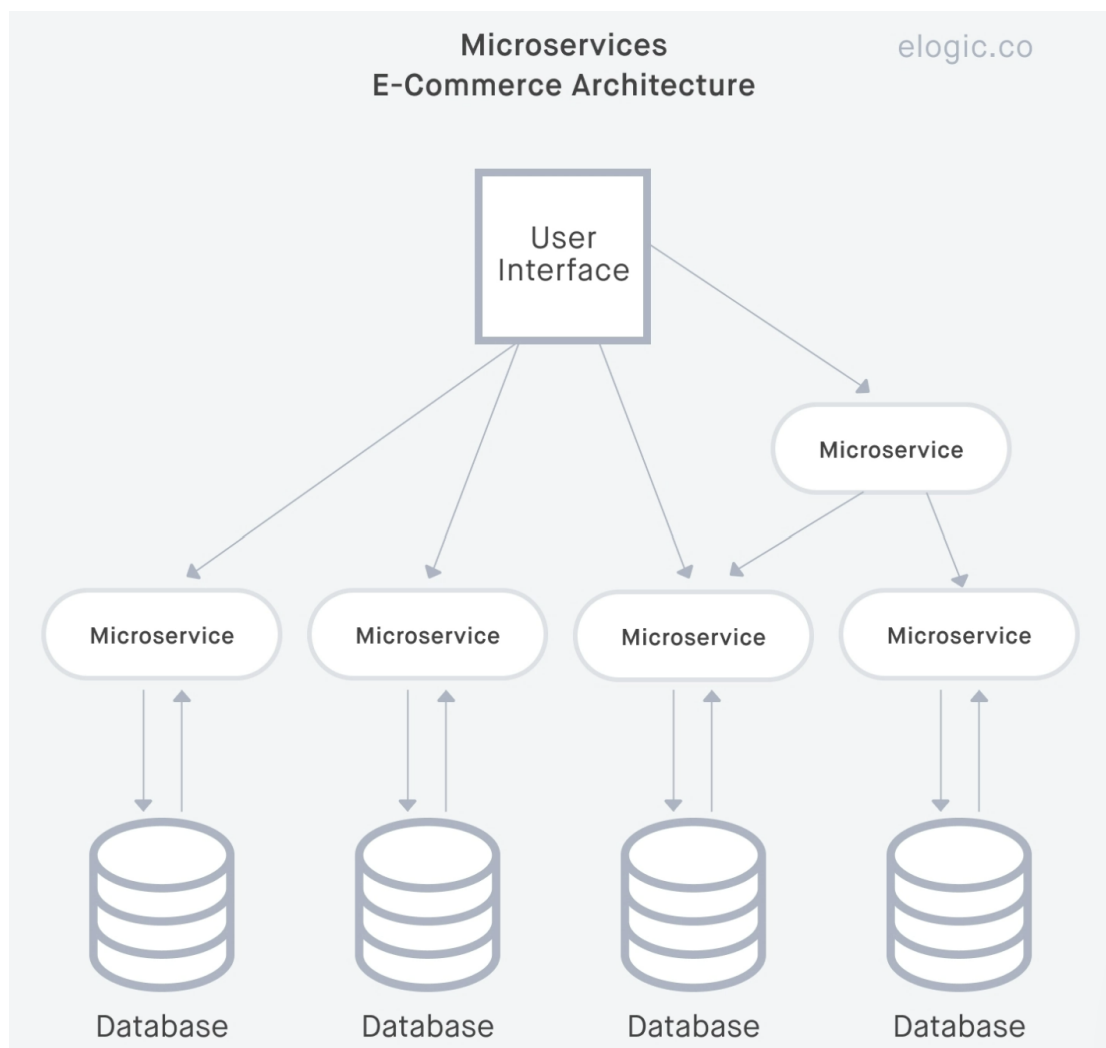 Microservices
E-Commerce Architecture
elogic.co
User
Interface
Microservice
Microservice
Microservice
Microservice
Microservice
Database
Database
Database
Database